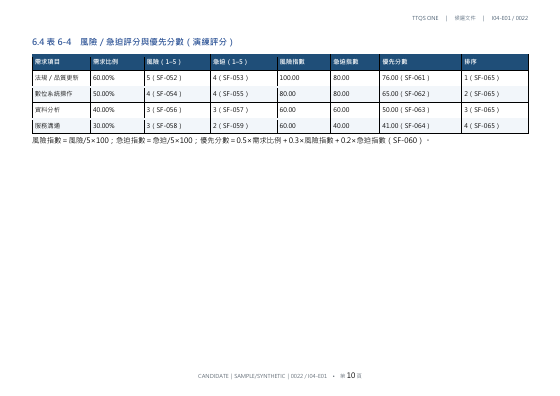 TTQS ONE | 候選文件 | I04-E01 / 0022
6.4 表 6-4 風險 / 急迫評分與優先分數（演練評分）
需求項目 需求比例 風險（1–5） 急迫（1–5） 風險指數 急迫指數 優先分數 排序
法規 / 品質更新 60.00% 5（SF-052） 4（SF-053） 100.00 80.00 76.00（SF-061） 1（SF-065）
數位系統操作 50.00% 4（SF-054） 4（SF-055） 80.00 80.00 65.00（SF-062） 2（SF-065）
資料分析 40.00% 3（SF-056） 3（SF-057） 60.00 60.00 50.00（SF-063） 3（SF-065）
服務溝通 30.00% 3（SF-058） 2（SF-059） 60.00 40.00 41.00（SF-064） 4（SF-065）
風險指數＝風險/5×100；急迫指數＝急迫/5×100；優先分數＝0.5×需求比例＋0.3×風險指數＋0.2×急迫指數（SF-060）。
CANDIDATE | SAMPLE/SYNTHETIC | 0022 / I04-E01 • 第 10 頁